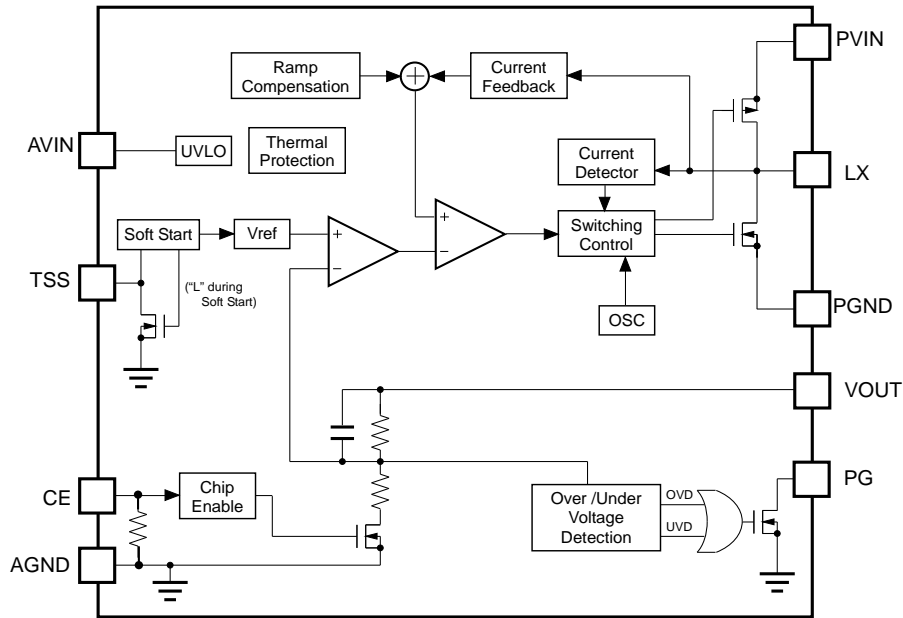 PVIN
Ramp
Compensation
+
Current
Feedback
AVIN
UVLO
Thermal
Protection
Current
Detector
LX
Soft Start
Vref
+
−
+
−
Switching
Control
TSS
("L" during
Soft Start)
OSC
PGND
VOUT
CE
Chip
Enable
Over /Under
Voltage
Detection
OVD
UVD
PG
AGND